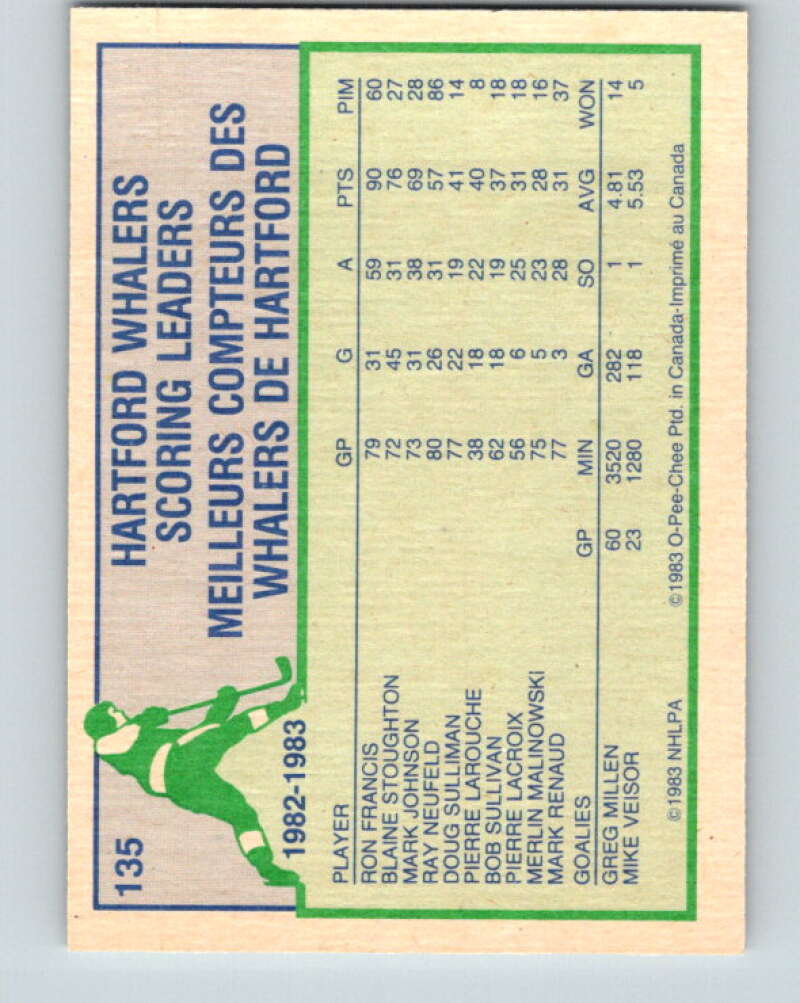 135
HARTFORD WHALERS
SCORING LEADERS
MEILLEURS COMPTEURS DES
WHALERS DE HARTFORD
1982-1983
PLAYER GP G A PTS PIM
RON FRANCIS 79 31 59 90 60
BLAINE STOUGHTON 72 45 31 76 27
MARK JOHNSON 73 31 38 69 28
RAY NEUFELD 80 26 31 57 86
DOUG SULLIMAN 77 22 19 41 14
PIERRE LAROUCHE 38 18 22 40 8
BOB SULLIVAN 62 18 19 37 18
PIERRE LACROIX 56 6 25 31 18
MERLIN MALINOWSKI 75 5 23 28 16
MARK RENAUD 77 3 28 31 37
GOALIES GP MIN GA SO AVG WON
GREG MILLEN 60 3520 282 1 4.81 14
MIKE VEISOR 23 1280 118 1 5.53 5
©1983 NHLPA ©1983 O-Pee-Chee Ptd. in Canada-Imprimé au Canada